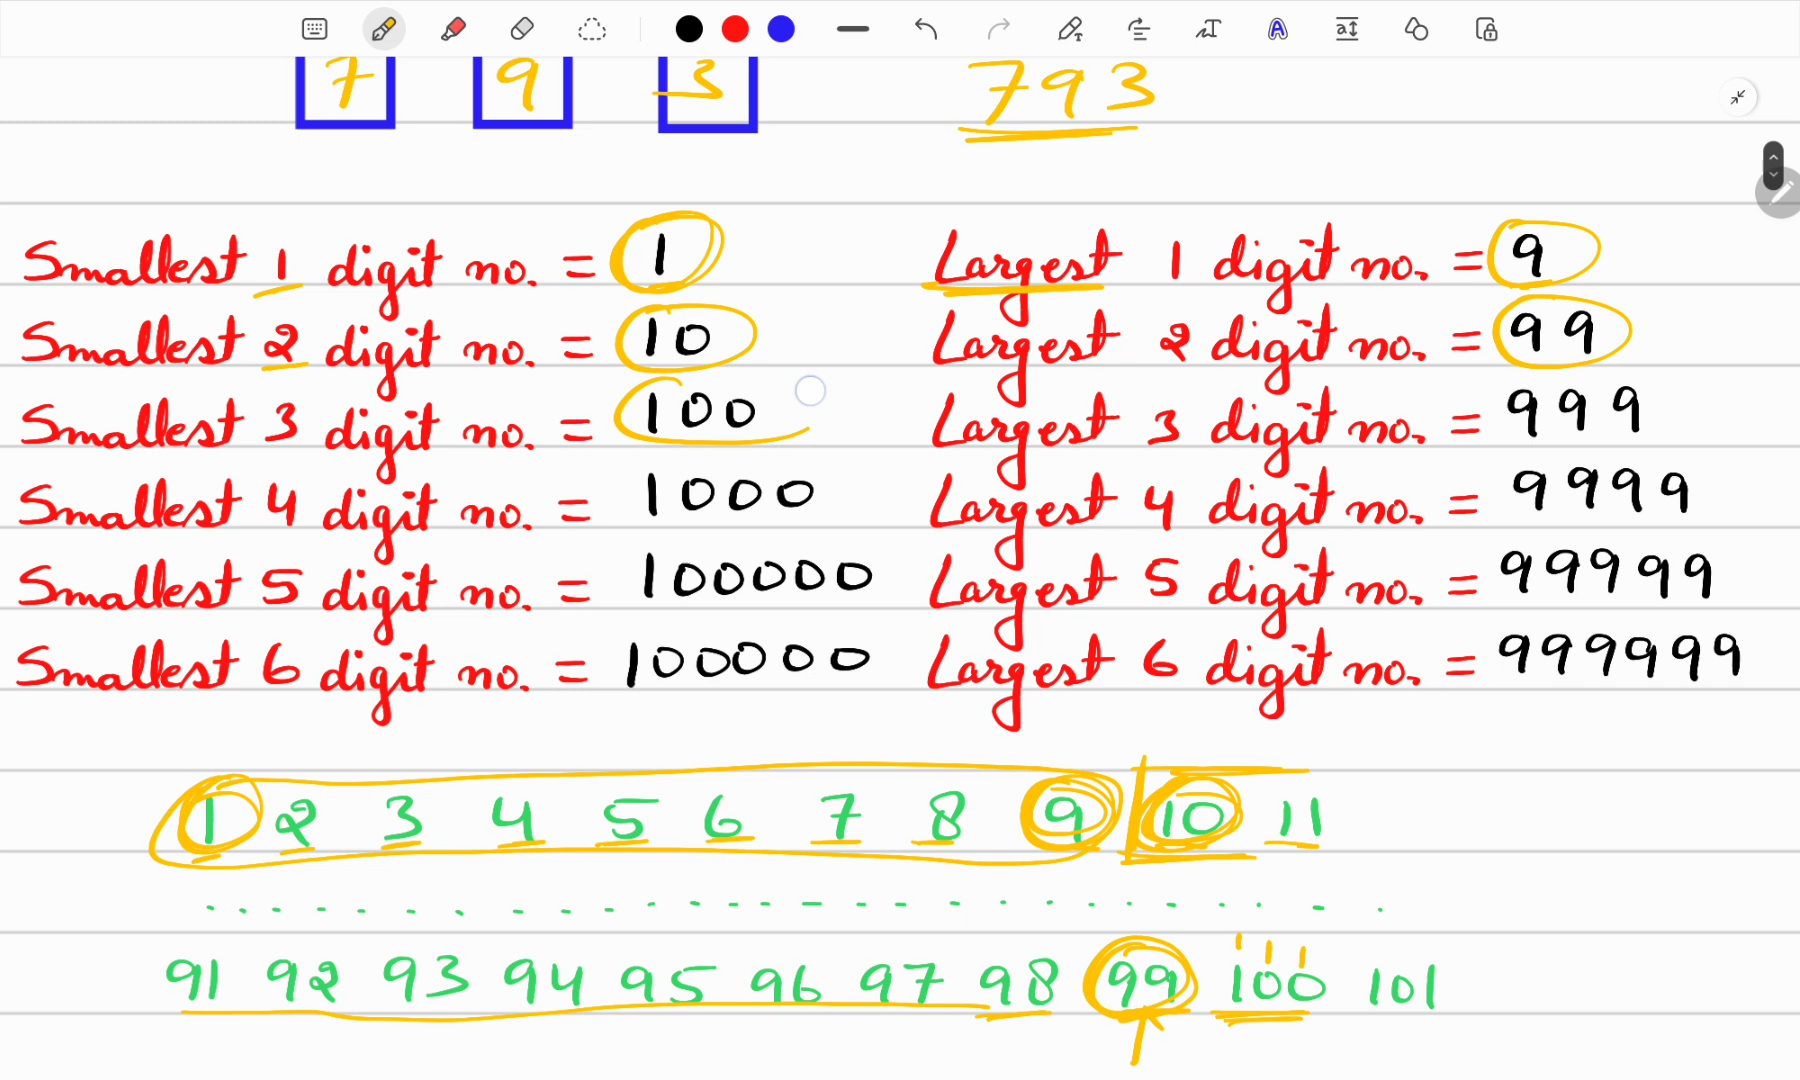 7 9 3 793
Smallest 1 digit no. = 1 Largest 1 digit no. = 9
Smallest 2 digit no. = 10 Largest 2 digit no. = 99
Smallest 3 digit no. = 100 Largest 3 digit no. = 999
Smallest 4 digit no. = 1000 Largest 4 digit no. = 9999
Smallest 5 digit no. = 100000 Largest 5 digit no. = 99999
Smallest 6 digit no. = 100000 Largest 6 digit no. = 999999
1 2 3 4 5 6 7 8 9 10 11
91 92 93 94 95 96 97 98 99 100 101